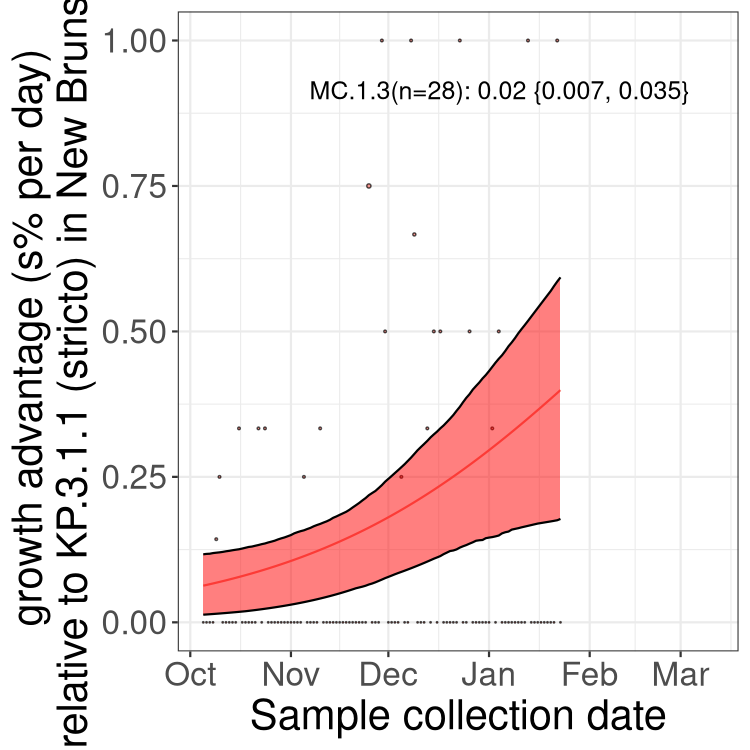 growth advantage (s% per day)
relative to KP.3.1.1 (stricto) in New Bruns
1.00
0.75
0.50
0.25
0.00
MC.1.3(n=28): 0.02 {0.007, 0.035}
Oct Nov Dec Jan Feb Mar
Sample collection date